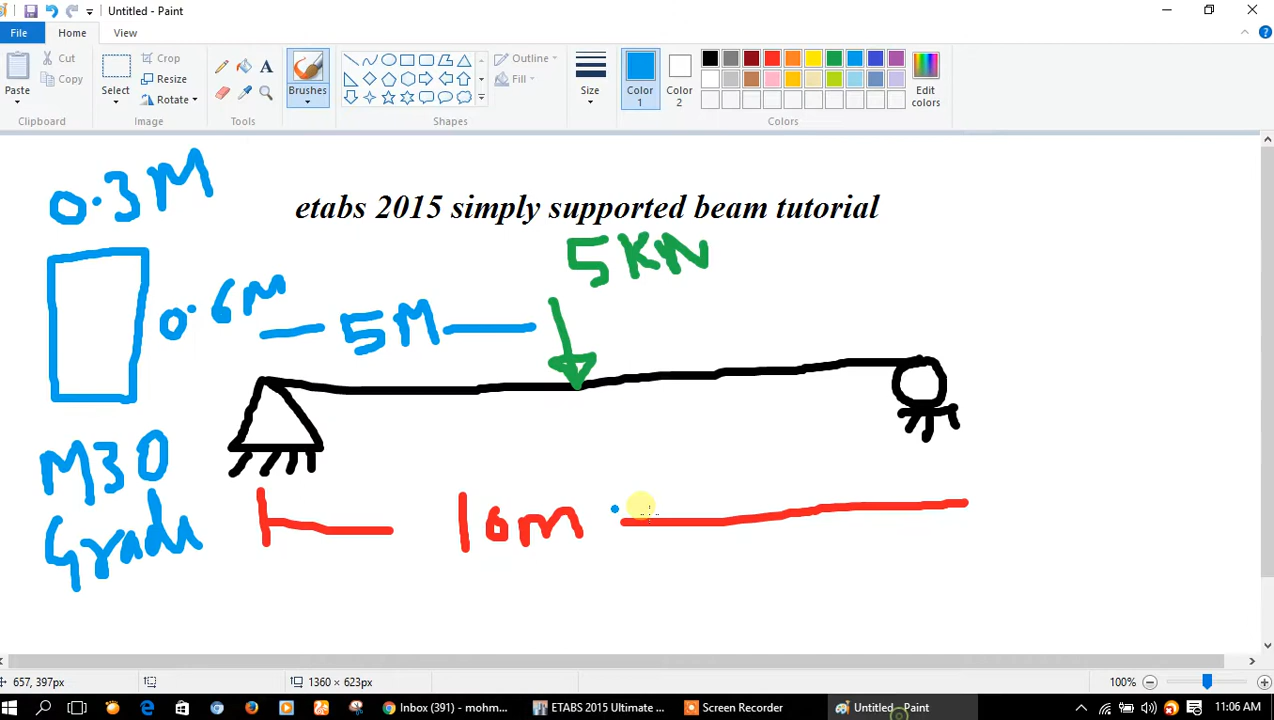 Untitled - Paint
File
Home
View
Paste
Cut
Copy
Clipboard
Select
Crop
Resize
Rotate
Image
Tools
Brushes
Shapes
Outline
Fill
Size
Color
1
Color
2
Edit
colors
Colors
0.3M
etabs 2015 simply supported beam tutorial
5KN
0.6M
5M
M30
Grade
10m
657, 397px
1360 × 623px
100%
Inbox (391) - mohm...
ETABS 2015 Ultimate ...
Screen Recorder
Untitled - Paint
11:06 AM